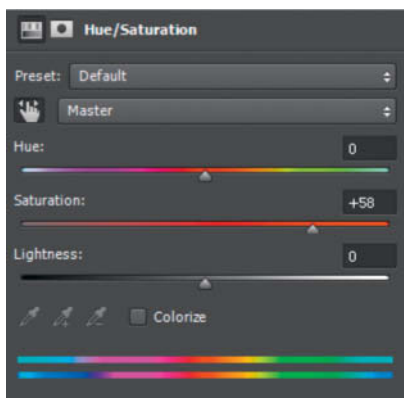 Hue/Saturation
Preset: Default
Master
Hue: 0
Saturation: +58
Lightness: 0
Colorize